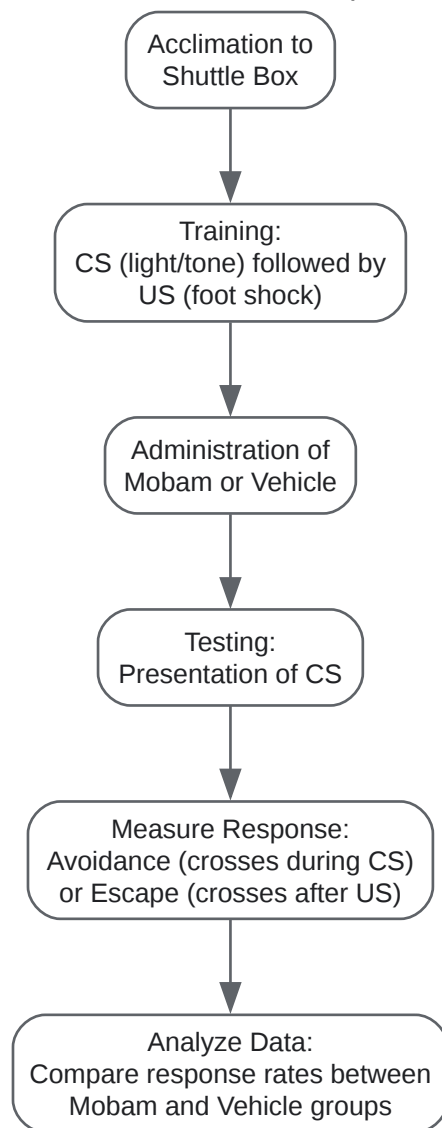 Acclimation to
Shuttle Box
Training:
CS (light/tone) followed by
US (foot shock)
Administration of
Mobam or Vehicle
Testing:
Presentation of CS
Measure Response:
Avoidance (crosses during CS)
or Escape (crosses after US)
Analyze Data:
Compare response rates between
Mobam and Vehicle groups